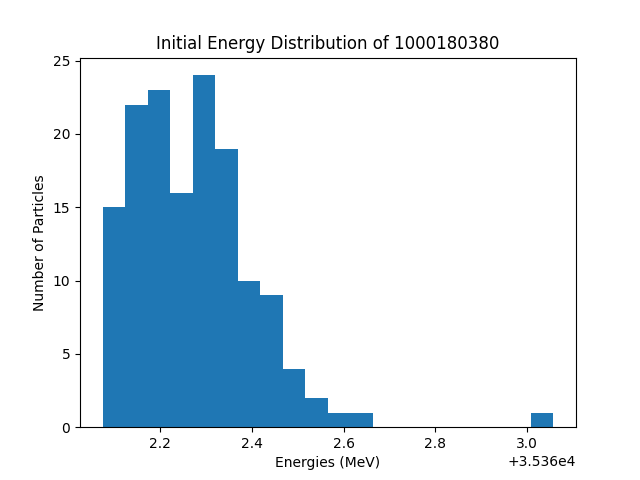 Initial Energy Distribution of 1000180380
25
20
15
10
5
0
Number of Particles
2.2 2.4 2.6 2.8 3.0
Energies (MeV)
+3.536e4